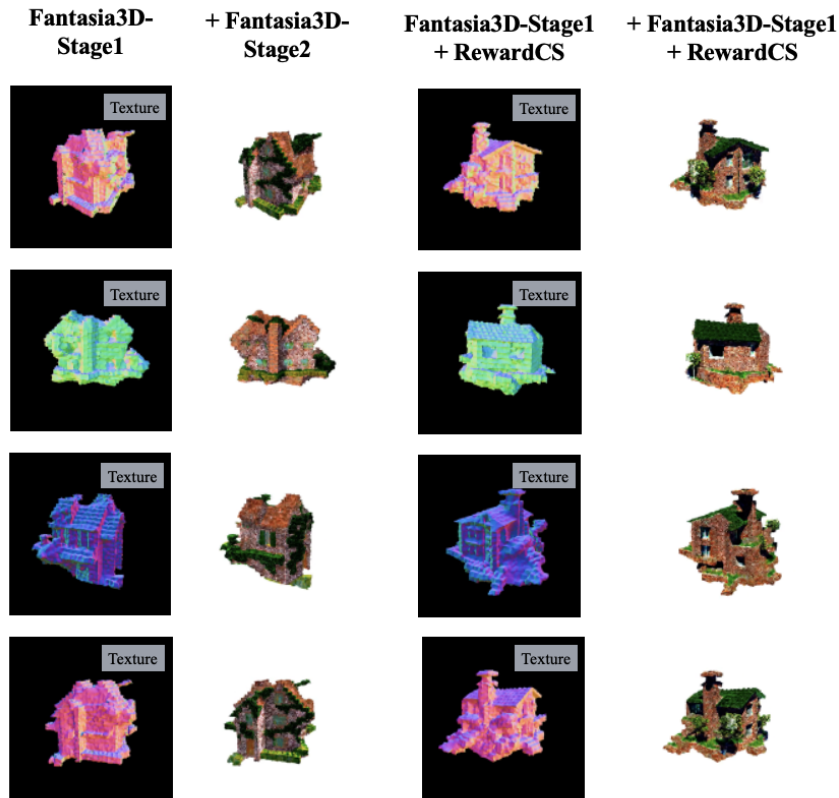 Fantasia3D-
Stage1
+ Fantasia3D-
Stage2
Fantasia3D-Stage1
+ RewardCS
+ Fantasia3D-Stage1
+ RewardCS
Texture
Texture
Texture
Texture
Texture
Texture
Texture
Texture